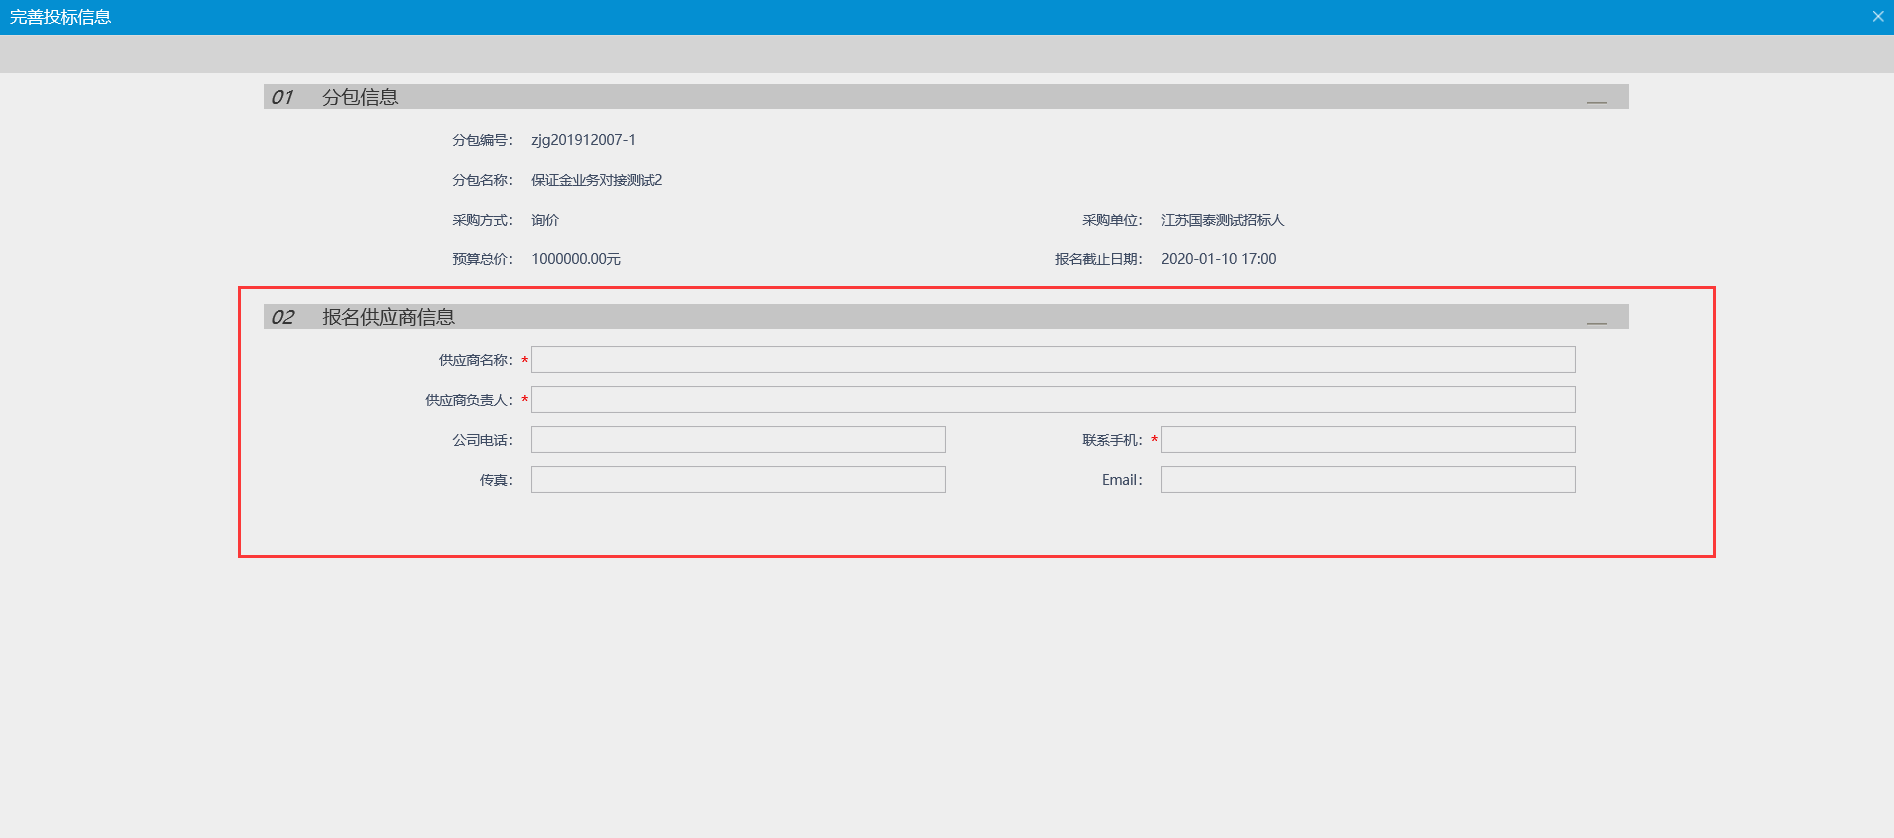 完善投标信息
01 分包信息
分包编号： zjg201912007-1
分包名称： 保证金业务对接测试2
采购方式： 询价 采购单位： 江苏国泰测试招标人
预算总价： 1000000.00元 报名截止日期： 2020-01-10 17:00
02 报名供应商信息
供应商名称： *
供应商负责人： *
公司电话： 联系手机： *
传真： Email：